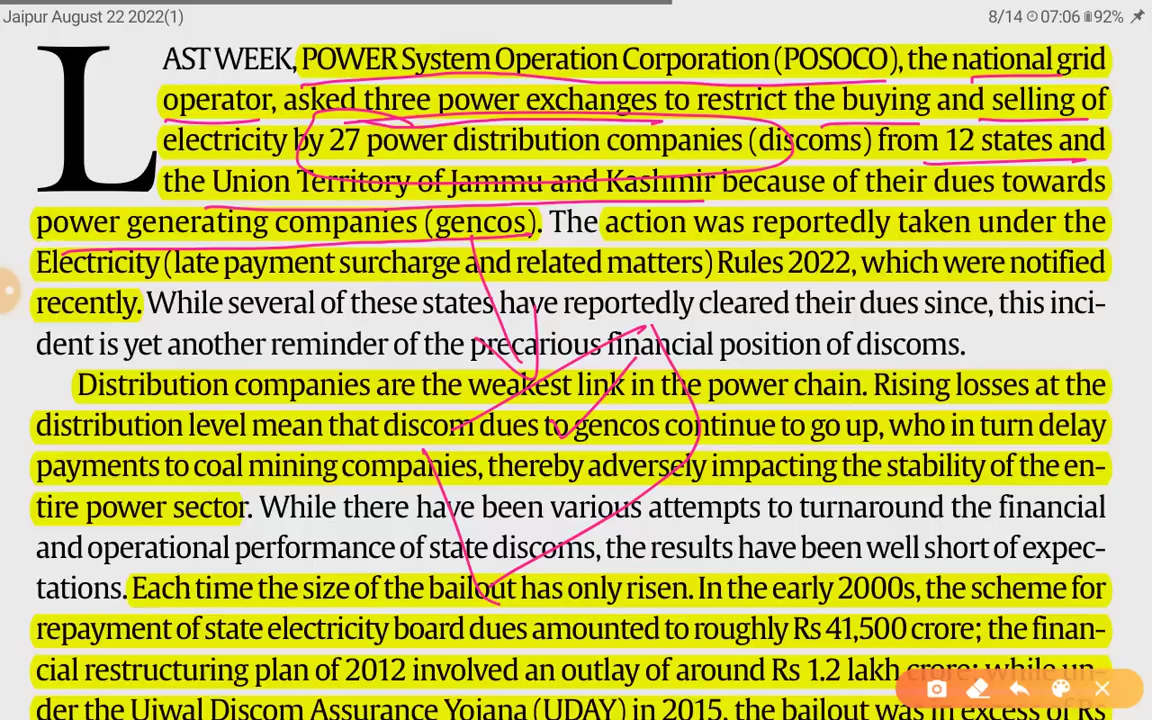 Jaipur August 22 2022(1)
8/14 07:06 92%
LAST WEEK, POWER System Operation Corporation (POSOCO), the national grid
operator, asked three power exchanges to restrict the buying and selling of
electricity by 27 power distribution companies (discoms) from 12 states and
the Union Territory of Jammu and Kashmir because of their dues towards
power generating companies (gencos). The action was reportedly taken under the
Electricity (late payment surcharge and related matters) Rules 2022, which were notified
recently. While several of these states have reportedly cleared their dues since, this inci-
dent is yet another reminder of the precarious financial position of discoms.
Distribution companies are the weakest link in the power chain. Rising losses at the
distribution level mean that discom dues to gencos continue to go up, who in turn delay
payments to coal mining companies, thereby adversely impacting the stability of the en-
tire power sector. While there have been various attempts to turnaround the financial
and operational performance of state discoms, the results have been well short of expec-
tations. Each time the size of the bailout has only risen. In the early 2000s, the scheme for
repayment of state electricity board dues amounted to roughly Rs 41,500 crore; the finan-
cial restructuring plan of 2012 involved an outlay of around Rs 1.2 lakh crore; while un-
der the Ujwal Discom Assurance Yojana (UDAY) in 2015, the bailout was in excess of Rs